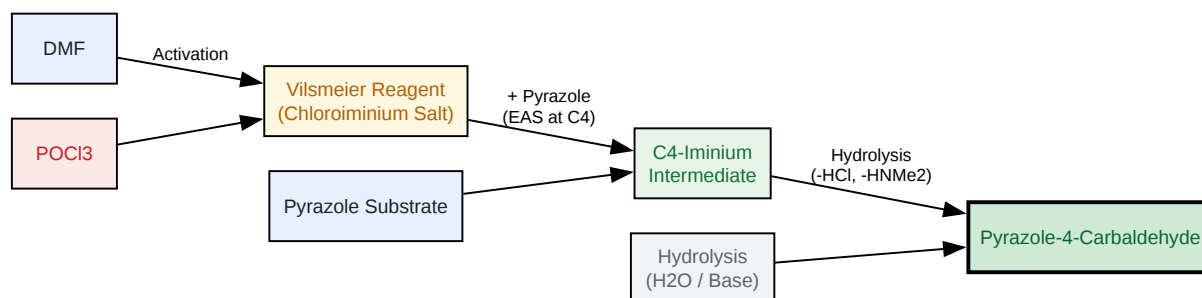 DMF
Activation
POCl3
Vilsmeier Reagent
(Chloroiminium Salt)
+ Pyrazole
(EAS at C4)
Pyrazole Substrate
C4-Iminium
Intermediate
Hydrolysis
(-HCl, -HNMe2)
Hydrolysis
(H2O / Base)
Pyrazole-4-Carbaldehyde